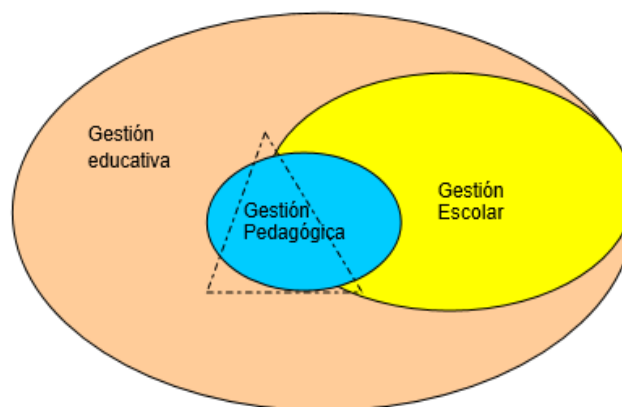 Gestión
educativa
Gestión
Escolar
Gestión
Pedagógica